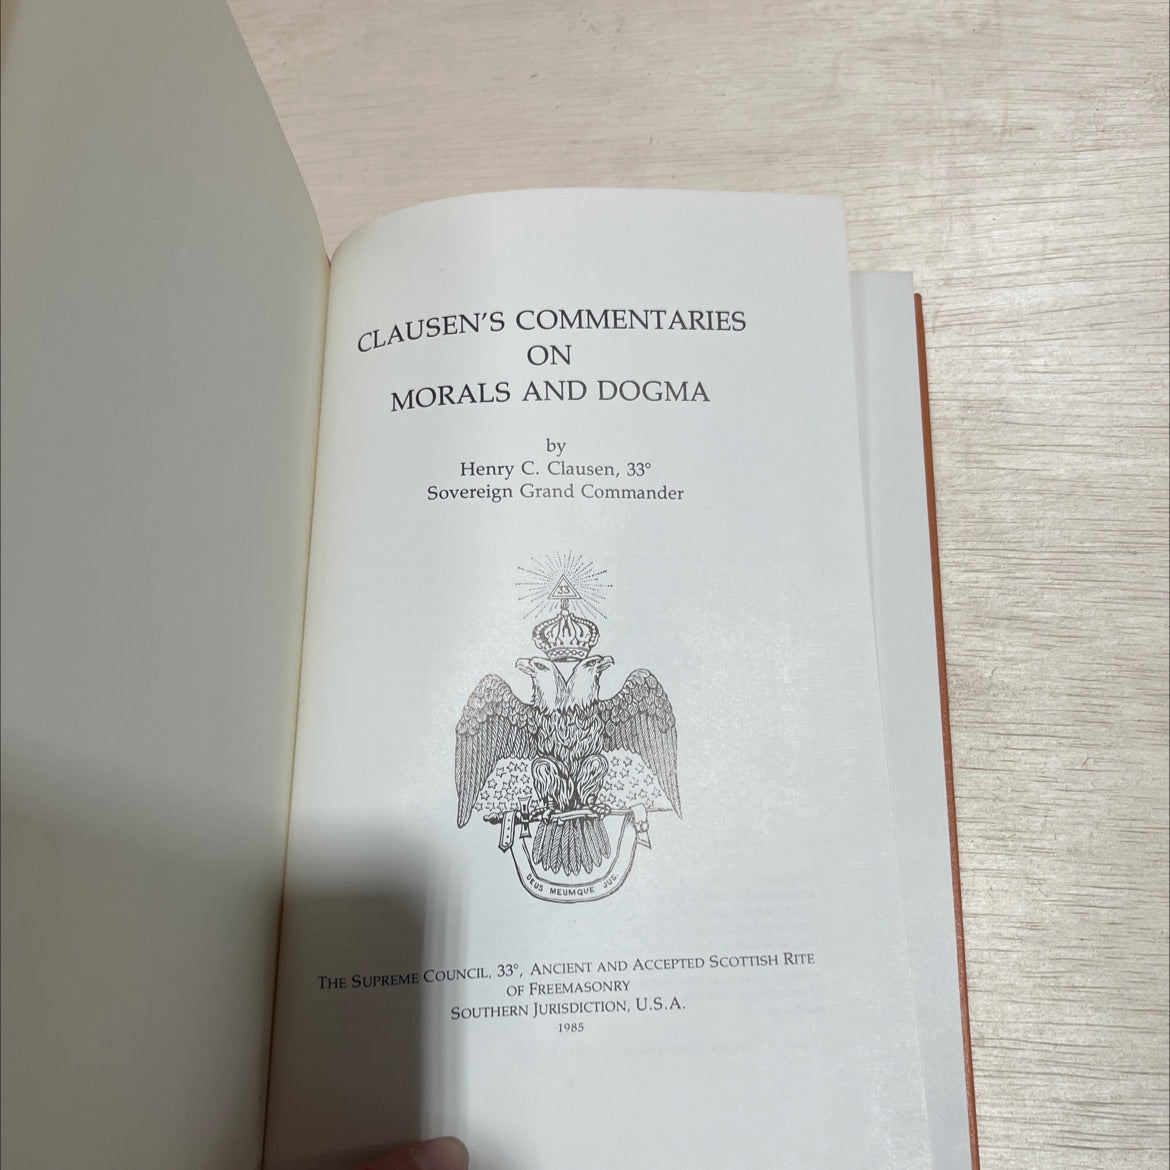 CLAUSEN'S COMMENTARIES
ON
MORALS AND DOGMA
by
Henry C. Clausen, 33°
Sovereign Grand Commander
33
DEUS MEUMQUE JUS.
THE SUPREME COUNCIL, 33°, ANCIENT AND ACCEPTED SCOTTISH RITE
OF FREEMASONRY
SOUTHERN JURISDICTION, U.S.A.
1985